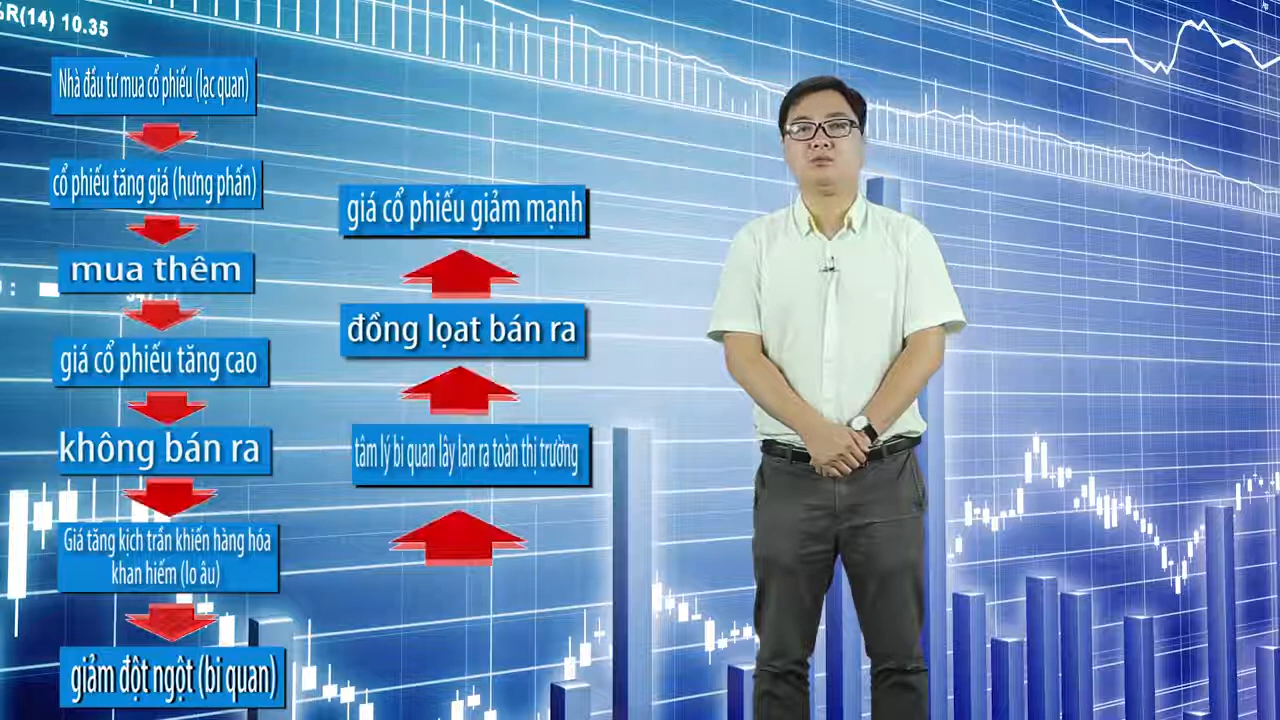 %R(14) 10.35
Nhà đầu tư mua cổ phiếu (lạc quan)
cổ phiếu tăng giá (hưng phấn)
mua thêm
giá cổ phiếu tăng cao
không bán ra
Giá tăng kịch trần khiến hàng hóa
khan hiếm (lo âu)
giảm đột ngột (bi quan)
giá cổ phiếu giảm mạnh
đồng lọat bán ra
tâm lý bi quan lây lan ra toàn thị trường